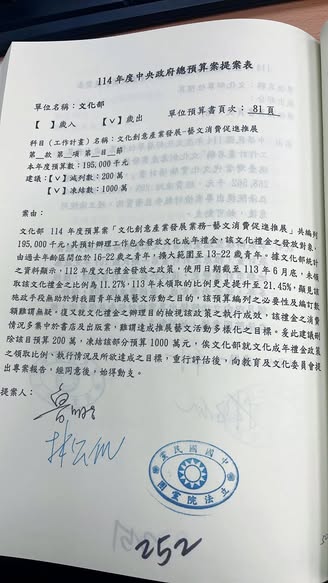 114 年度中央政府總預算案提案表
單位名稱：文化部 單位預算書頁次：81 頁
【 】歲入 【V】歲出
科目(工作計畫)名稱：文化創意產業發展-藝文消費促進推展
第__款 第__項 第__目__節
本年度預算數：195,000 千元
建議：【V】減列數：200 萬
【V】凍結數：1000 萬
案由：
文化部 114 年度預算案「文化創意產業發展業務-藝文消費促進推展」共編列
195,000 千元，其預計辦理工作包含發放文化成年禮金，該文化禮金之發放對象，
由過去年齡區間位於 16-22 歲之青年，擴大範圍至 13-22 歲青年。據文化部統計
之資料顯示，112 年度文化禮金發放之政策，使用日期截至 113 年 6 月底，未領
取該文化禮金之比例為 11.27%，113 年未領取的比例更是提升至 21.45%，顯見該
施政手段無助於對我國青年推展藝文活動之目的，該預算編列之必要性及編訂數
額難謂無疑。復又就文化禮金之辦理目的檢視該政策之執行成效，該禮金之消費
情況多集中於書店及出版業，難謂達成推展藝文活動多樣化之目標。爰此建議刪
除該目預算 200 萬，凍結該部分預算 1000 萬元，俟文化部就文化成年禮金政策
之領取比例、執行情況及所欲達成之目標，重行評估後，向教育及文化委員會提
出專案報告，經同意後，始得動支。
提案人：
中國國民黨
立法院黨團
252